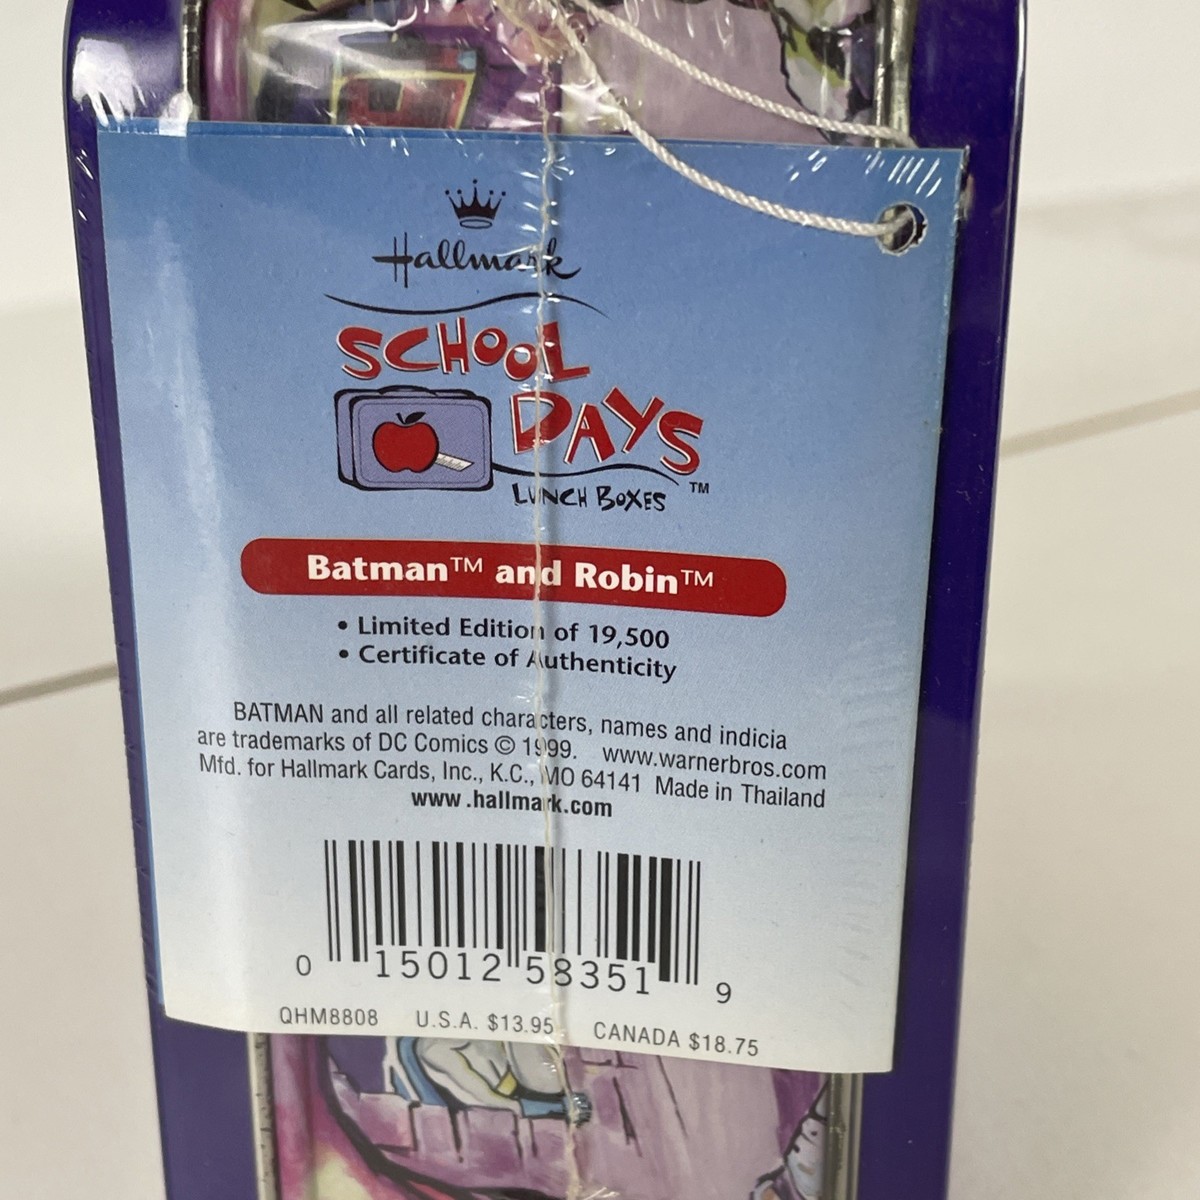 Hallmark
SCHOOL
DAYS
LUNCH BOXES ™
Batman™ and Robin™
• Limited Edition of 19,500
• Certificate of Authenticity
BATMAN and all related characters, names and indicia
are trademarks of DC Comics © 1999. www.warnerbros.com
Mfd. for Hallmark Cards, Inc., K.C., MO 64141 Made in Thailand
www.hallmark.com
0 15012 58351 9
QHM8808 U.S.A. $13.95 CANADA $18.75